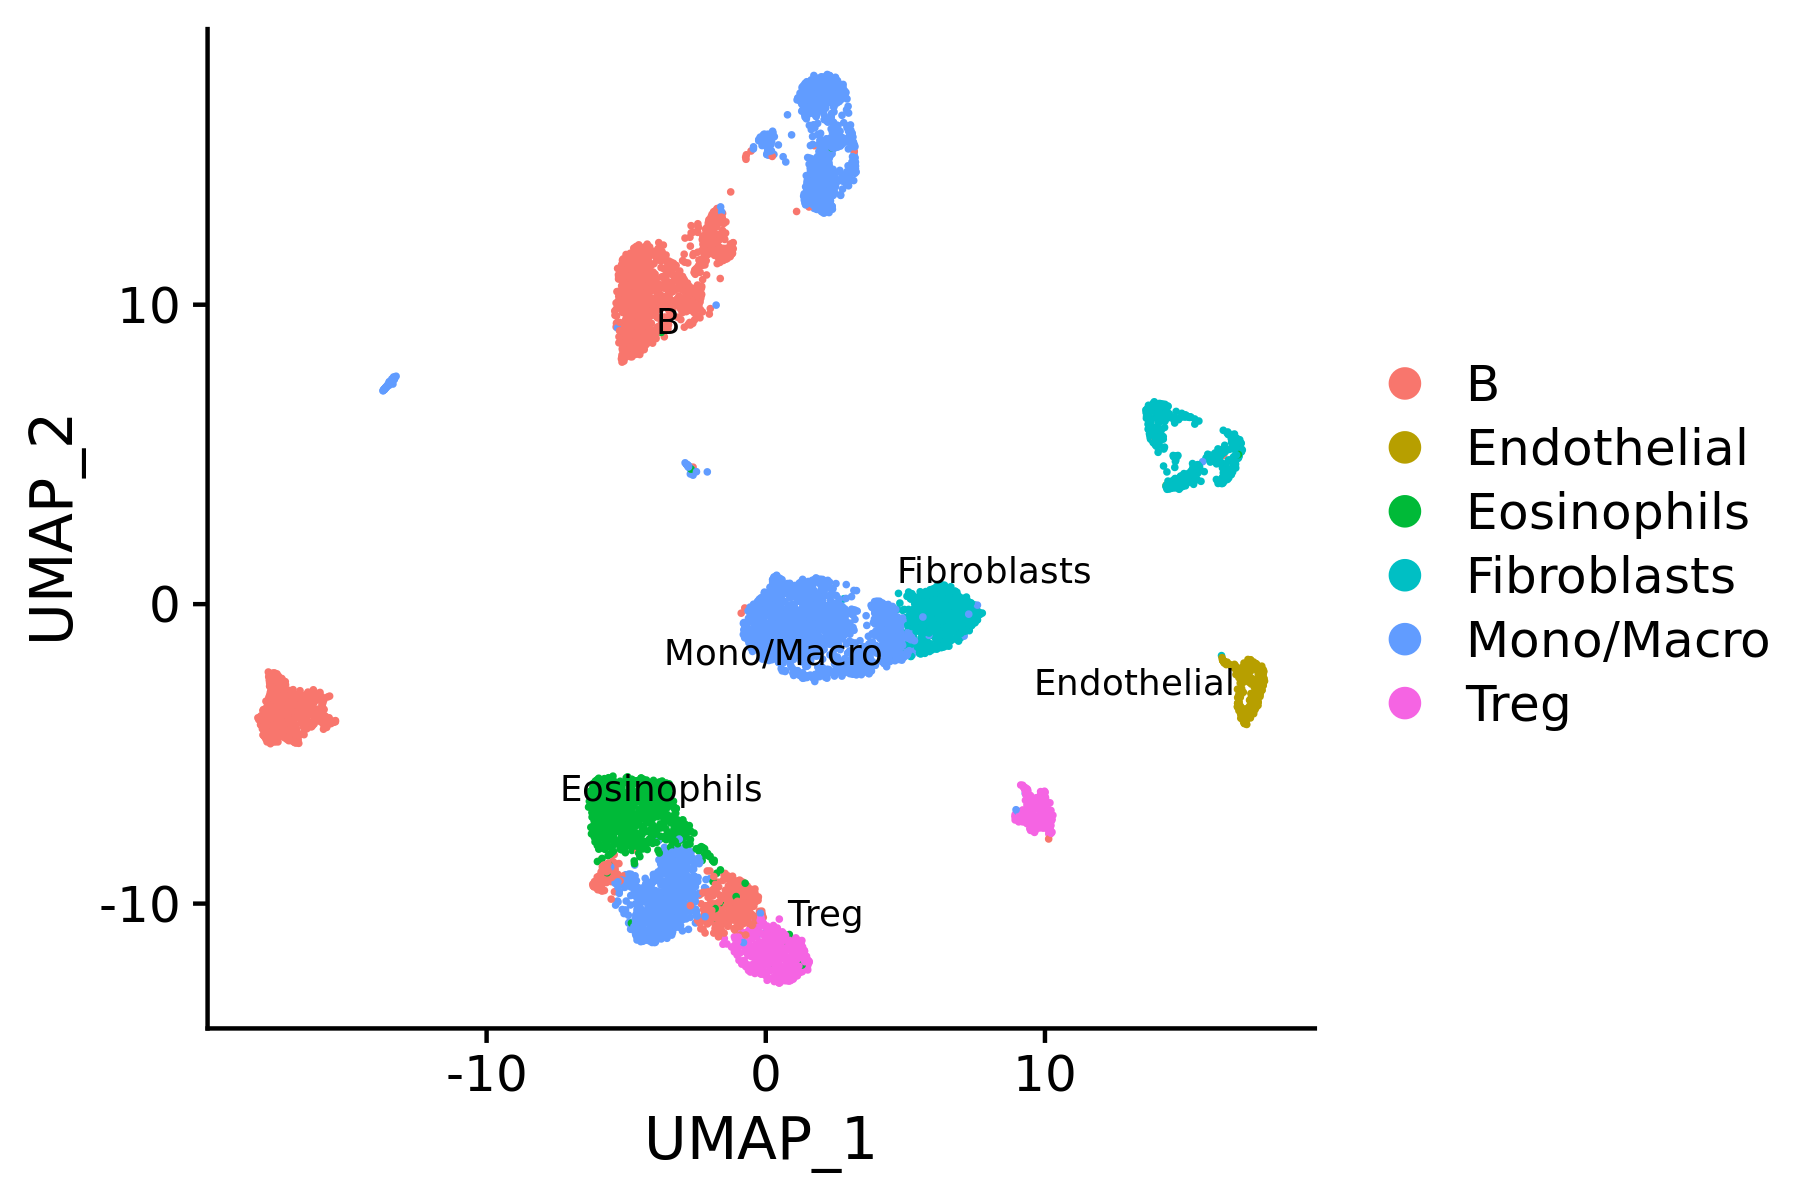 UMAP_2
10
0
-10
-10
0
10
UMAP_1
B
Fibroblasts
Mono/Macro
Endothelial
Eosinophils
Treg
B
Endothelial
Eosinophils
Fibroblasts
Mono/Macro
Treg